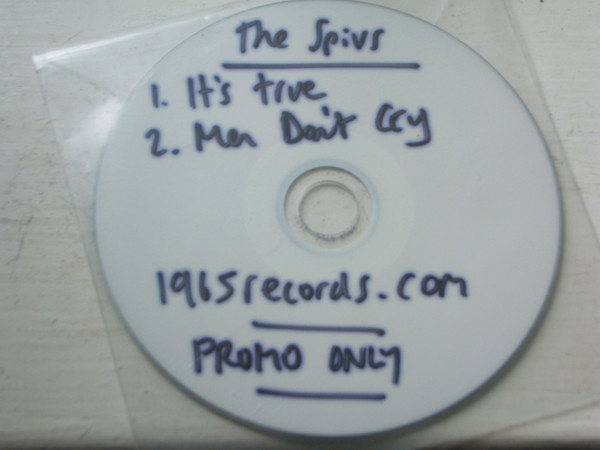 The Spivs
1. It's true
2. Men Don't Cry
1965records.com
PROMO ONLY